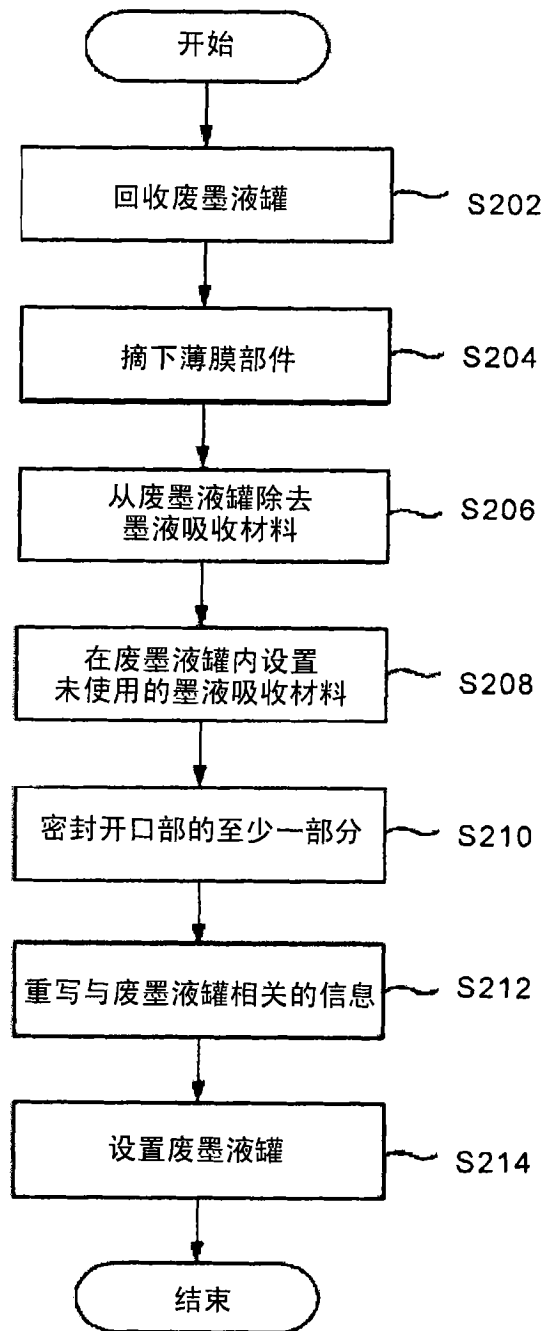 开始
回收废墨液罐
S202
摘下薄膜部件
S204
从废墨液罐除去
墨液吸收材料
S206
在废墨液罐内设置
未使用的墨液吸收材料
S208
密封开口部的至少一部分
S210
重写与废墨液罐相关的信息
S212
设置废墨液罐
S214
结束